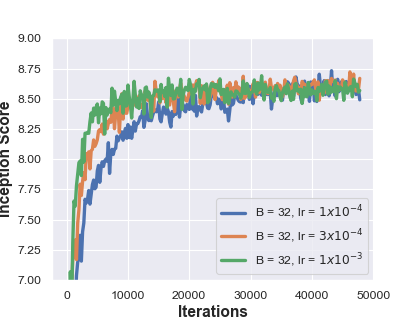 9.00
8.75
8.50
8.25
8.00
7.75
7.50
7.25
7.00
Inception Score
B = 32, lr = 1x10⁻⁴
B = 32, lr = 3x10⁻⁴
B = 32, lr = 1x10⁻³
0 10000 20000 30000 40000 50000
Iterations